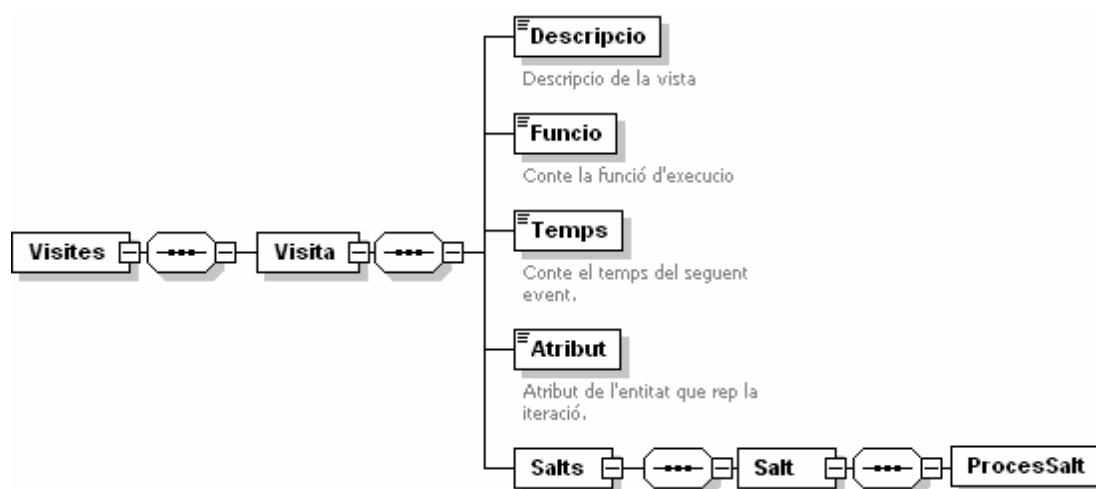 Descripcio
Descripcio de la vista
Funcio
Conte la funció d'execucio
Visites
Visita
Temps
Conte el temps del seguent
event.
Atribut
Atribut de l'entitat que rep la
iteració.
Salts
Salt
ProcesSalt